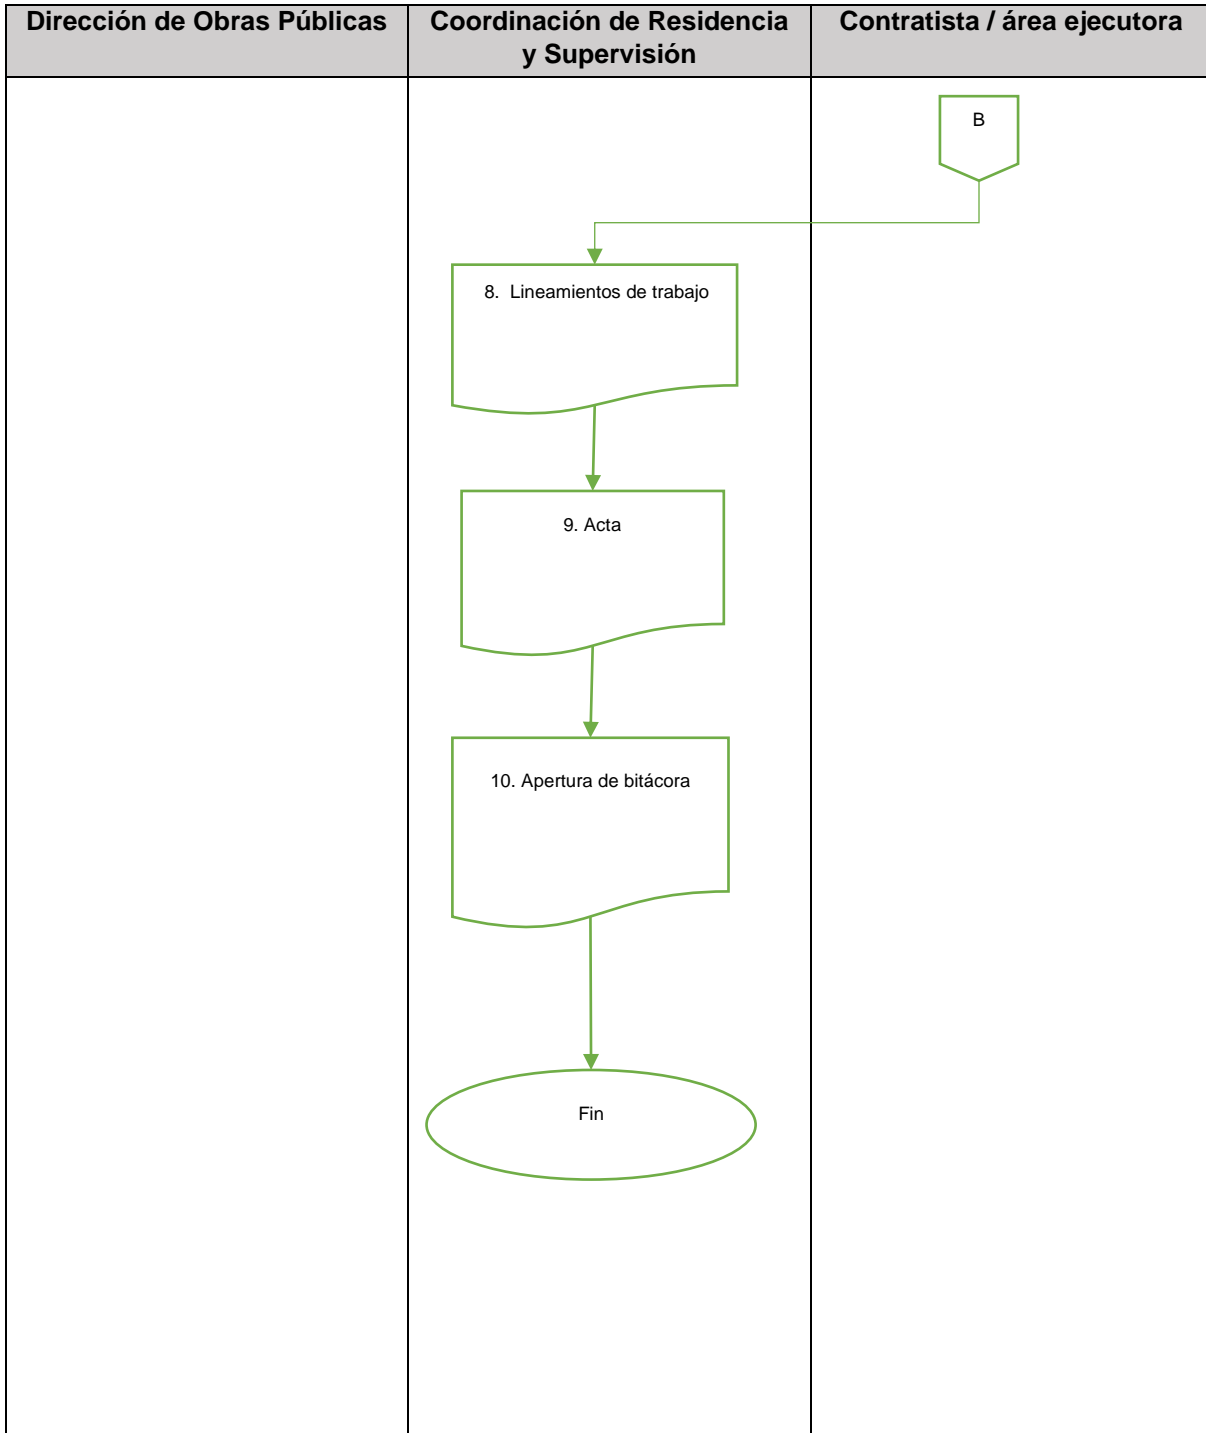 Dirección de Obras Públicas
Coordinación de Residencia
y Supervisión
Contratista / área ejecutora
B
8. Lineamientos de trabajo
9. Acta
10. Apertura de bitácora
Fin